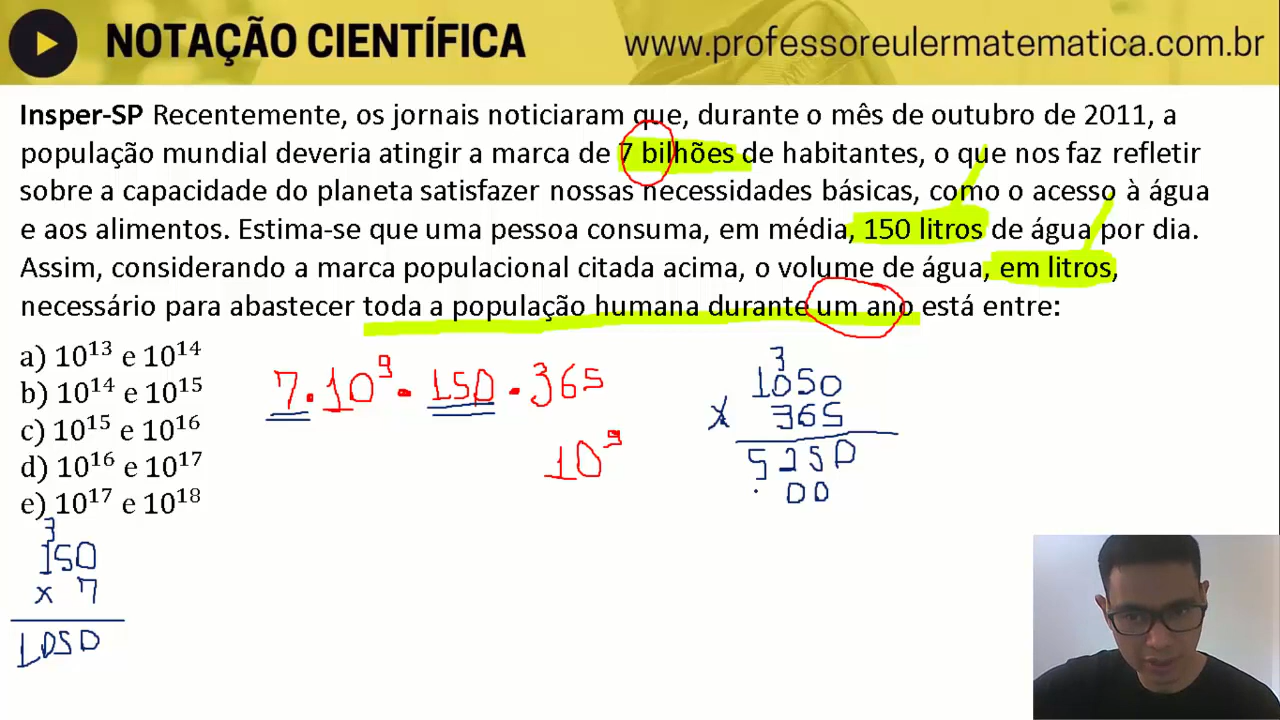 NOTAÇÃO CIENTÍFICA
www.professoreulermatematica.com.br
Insper-SP Recentemente, os jornais noticiaram que, durante o mês de outubro de 2011, a
população mundial deveria atingir a marca de 7 bilhões de habitantes, o que nos faz refletir
sobre a capacidade do planeta satisfazer nossas necessidades básicas, como o acesso à água
e aos alimentos. Estima-se que uma pessoa consuma, em média, 150 litros de água por dia.
Assim, considerando a marca populacional citada acima, o volume de água, em litros,
necessário para abastecer toda a população humana durante um ano está entre:
a) 10¹³ e 10¹⁴
b) 10¹⁴ e 10¹⁵
c) 10¹⁵ e 10¹⁶
d) 10¹⁶ e 10¹⁷
e) 10¹⁷ e 10¹⁸
7 · 10⁹ · 150 · 365
10⁹
3
1050
x 365
5250
00
3
150
x 7
1050